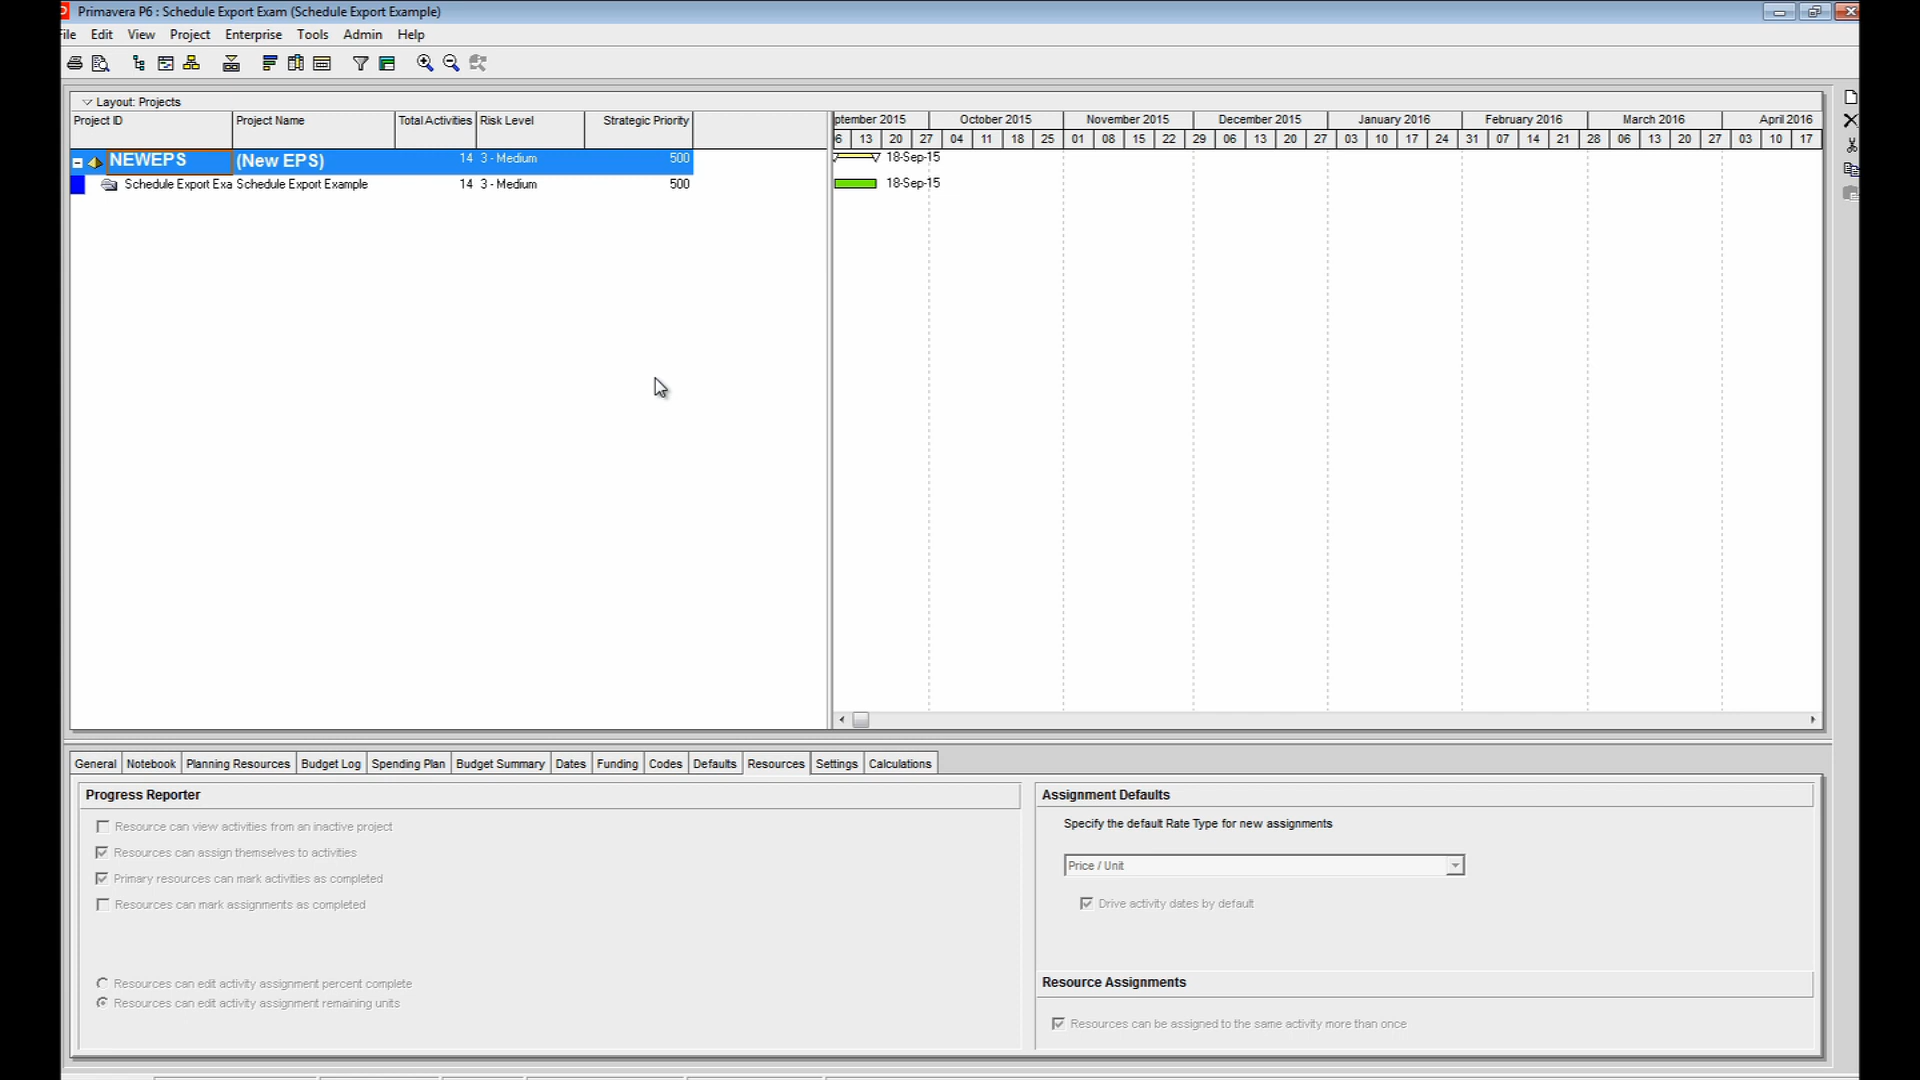 Primavera P6 : Schedule Export Exam (Schedule Export Example)
ile Edit View Project Enterprise Tools Admin Help
Layout: Projects
Project ID Project Name Total Activities Risk Level Strategic Priority
ptember 2015 October 2015 November 2015 December 2015 January 2016 February 2016 March 2016 April 2016
6 13 20 27 04 11 18 25 01 08 15 22 29 06 13 20 27 03 10 17 24 31 07 14 21 28 06 13 20 27 03 10 17
NEWEPS (New EPS) 14 3 - Medium 500 18-Sep-15
Schedule Export Exa Schedule Export Example 14 3 - Medium 500 18-Sep-15
General Notebook Planning Resources Budget Log Spending Plan Budget Summary Dates Funding Codes Defaults Resources Settings Calculations
Progress Reporter
Resource can view activities from an inactive project
Resources can assign themselves to activities
Primary resources can mark activities as completed
Resources can mark assignments as completed
Resources can edit activity assignment percent complete
Resources can edit activity assignment remaining units
Assignment Defaults
Specify the default Rate Type for new assignments
Price / Unit
Drive activity dates by default
Resource Assignments
Resources can be assigned to the same activity more than once